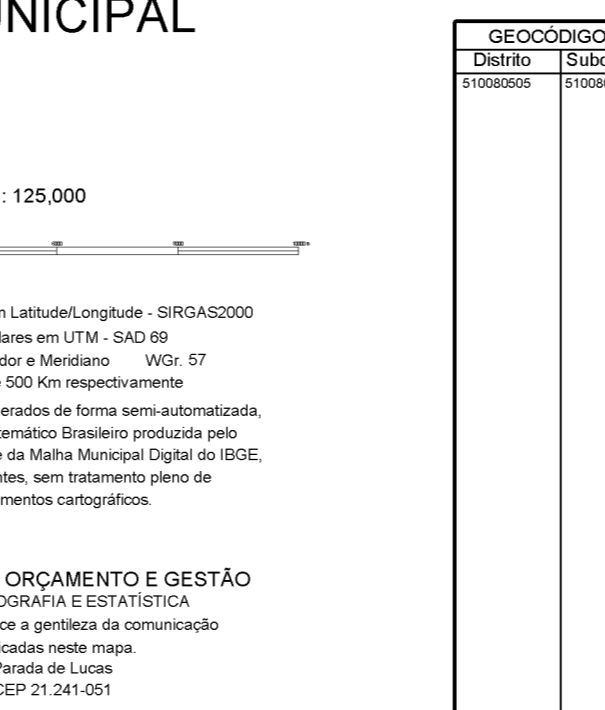 UNICIPAL
: 125,000
Latitude/Longitude - SIRGAS2000
lares em UTM - SAD 69
dor e Meridiano WGr. 57
500 Km respectivamente
erados de forma semi-automatizada,
temático Brasileiro produzida pelo
e da Malha Municipal Digital do IBGE,
ntes, sem tratamento pleno de
mentos cartográficos.
ORÇAMENTO E GESTÃO
OGRAFIA E ESTATÍSTICA
ce a gentileza da comunicação
icadas neste mapa.
Parada de Lucas
CEP 21.241-051
GEOCÓDIGO
Distrito Subd
510080505 510080